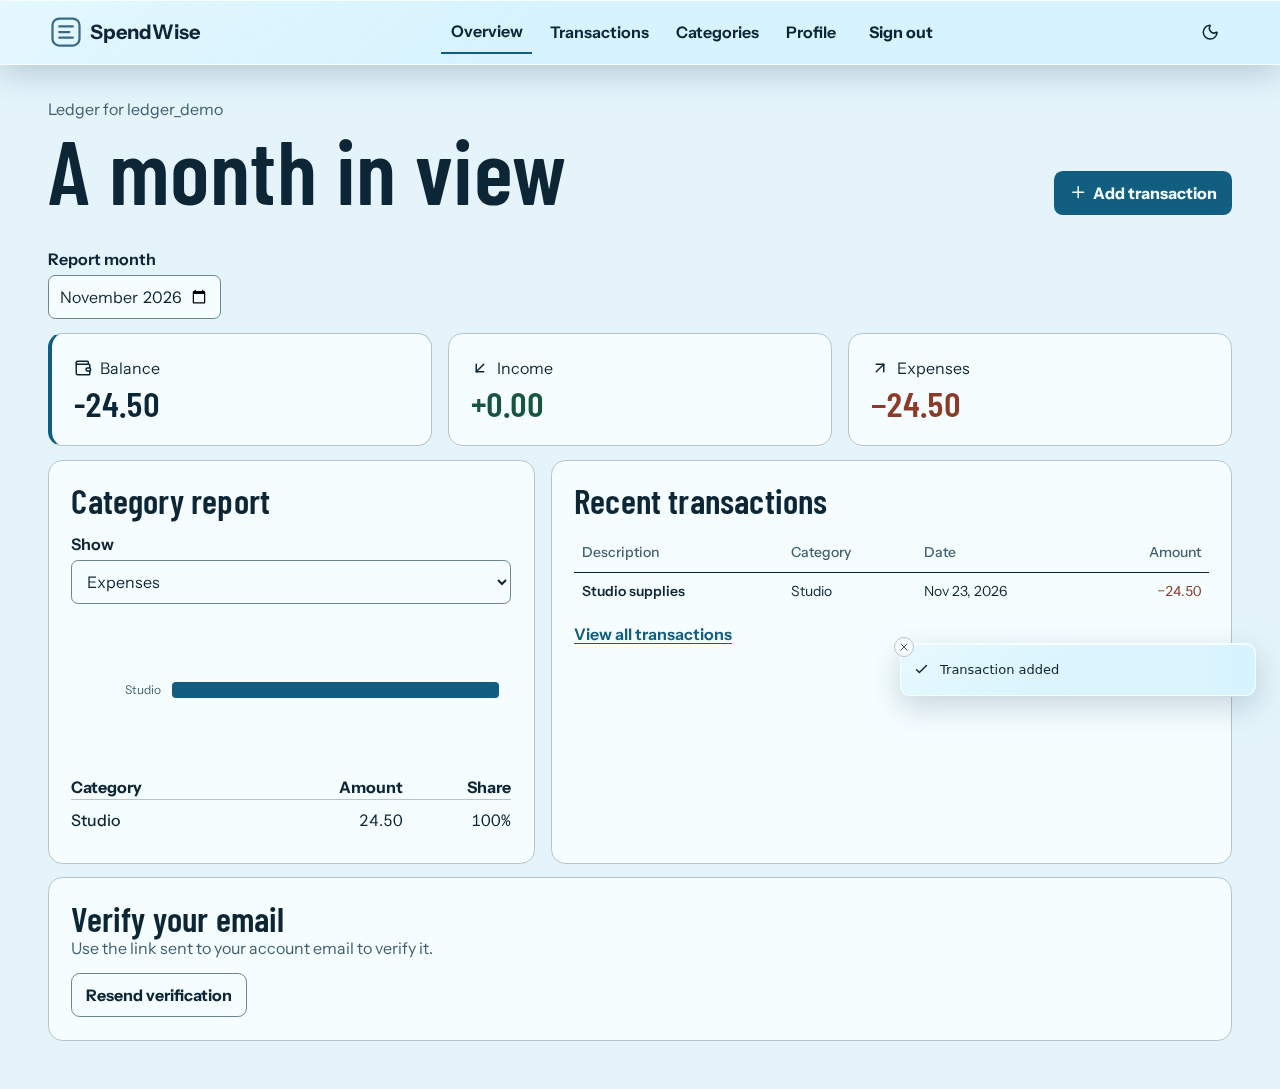 SpendWise
Overview Transactions Categories Profile Sign out
Ledger for ledger_demo
A month in view
Add transaction
Report month
November 2026
Balance
-24.50
Income
+0.00
Expenses
−24.50
Category report
Show
Expenses
Studio
Category Amount Share
Studio 24.50 100%
Recent transactions
Description Category Date Amount
Studio supplies Studio Nov 23, 2026 −24.50
View all transactions
Transaction added
Verify your email
Use the link sent to your account email to verify it.
Resend verification